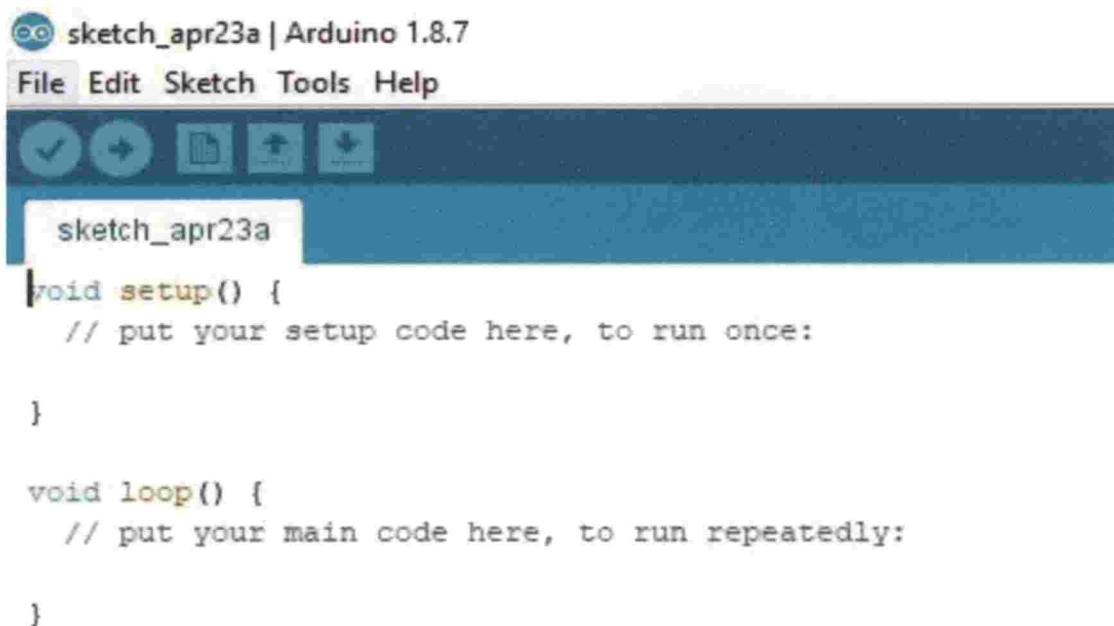 sketch_apr23a | Arduino 1.8.7
File Edit Sketch Tools Help
sketch_apr23a
void setup() {
  // put your setup code here, to run once:

}

void loop() {
  // put your main code here, to run repeatedly:

}